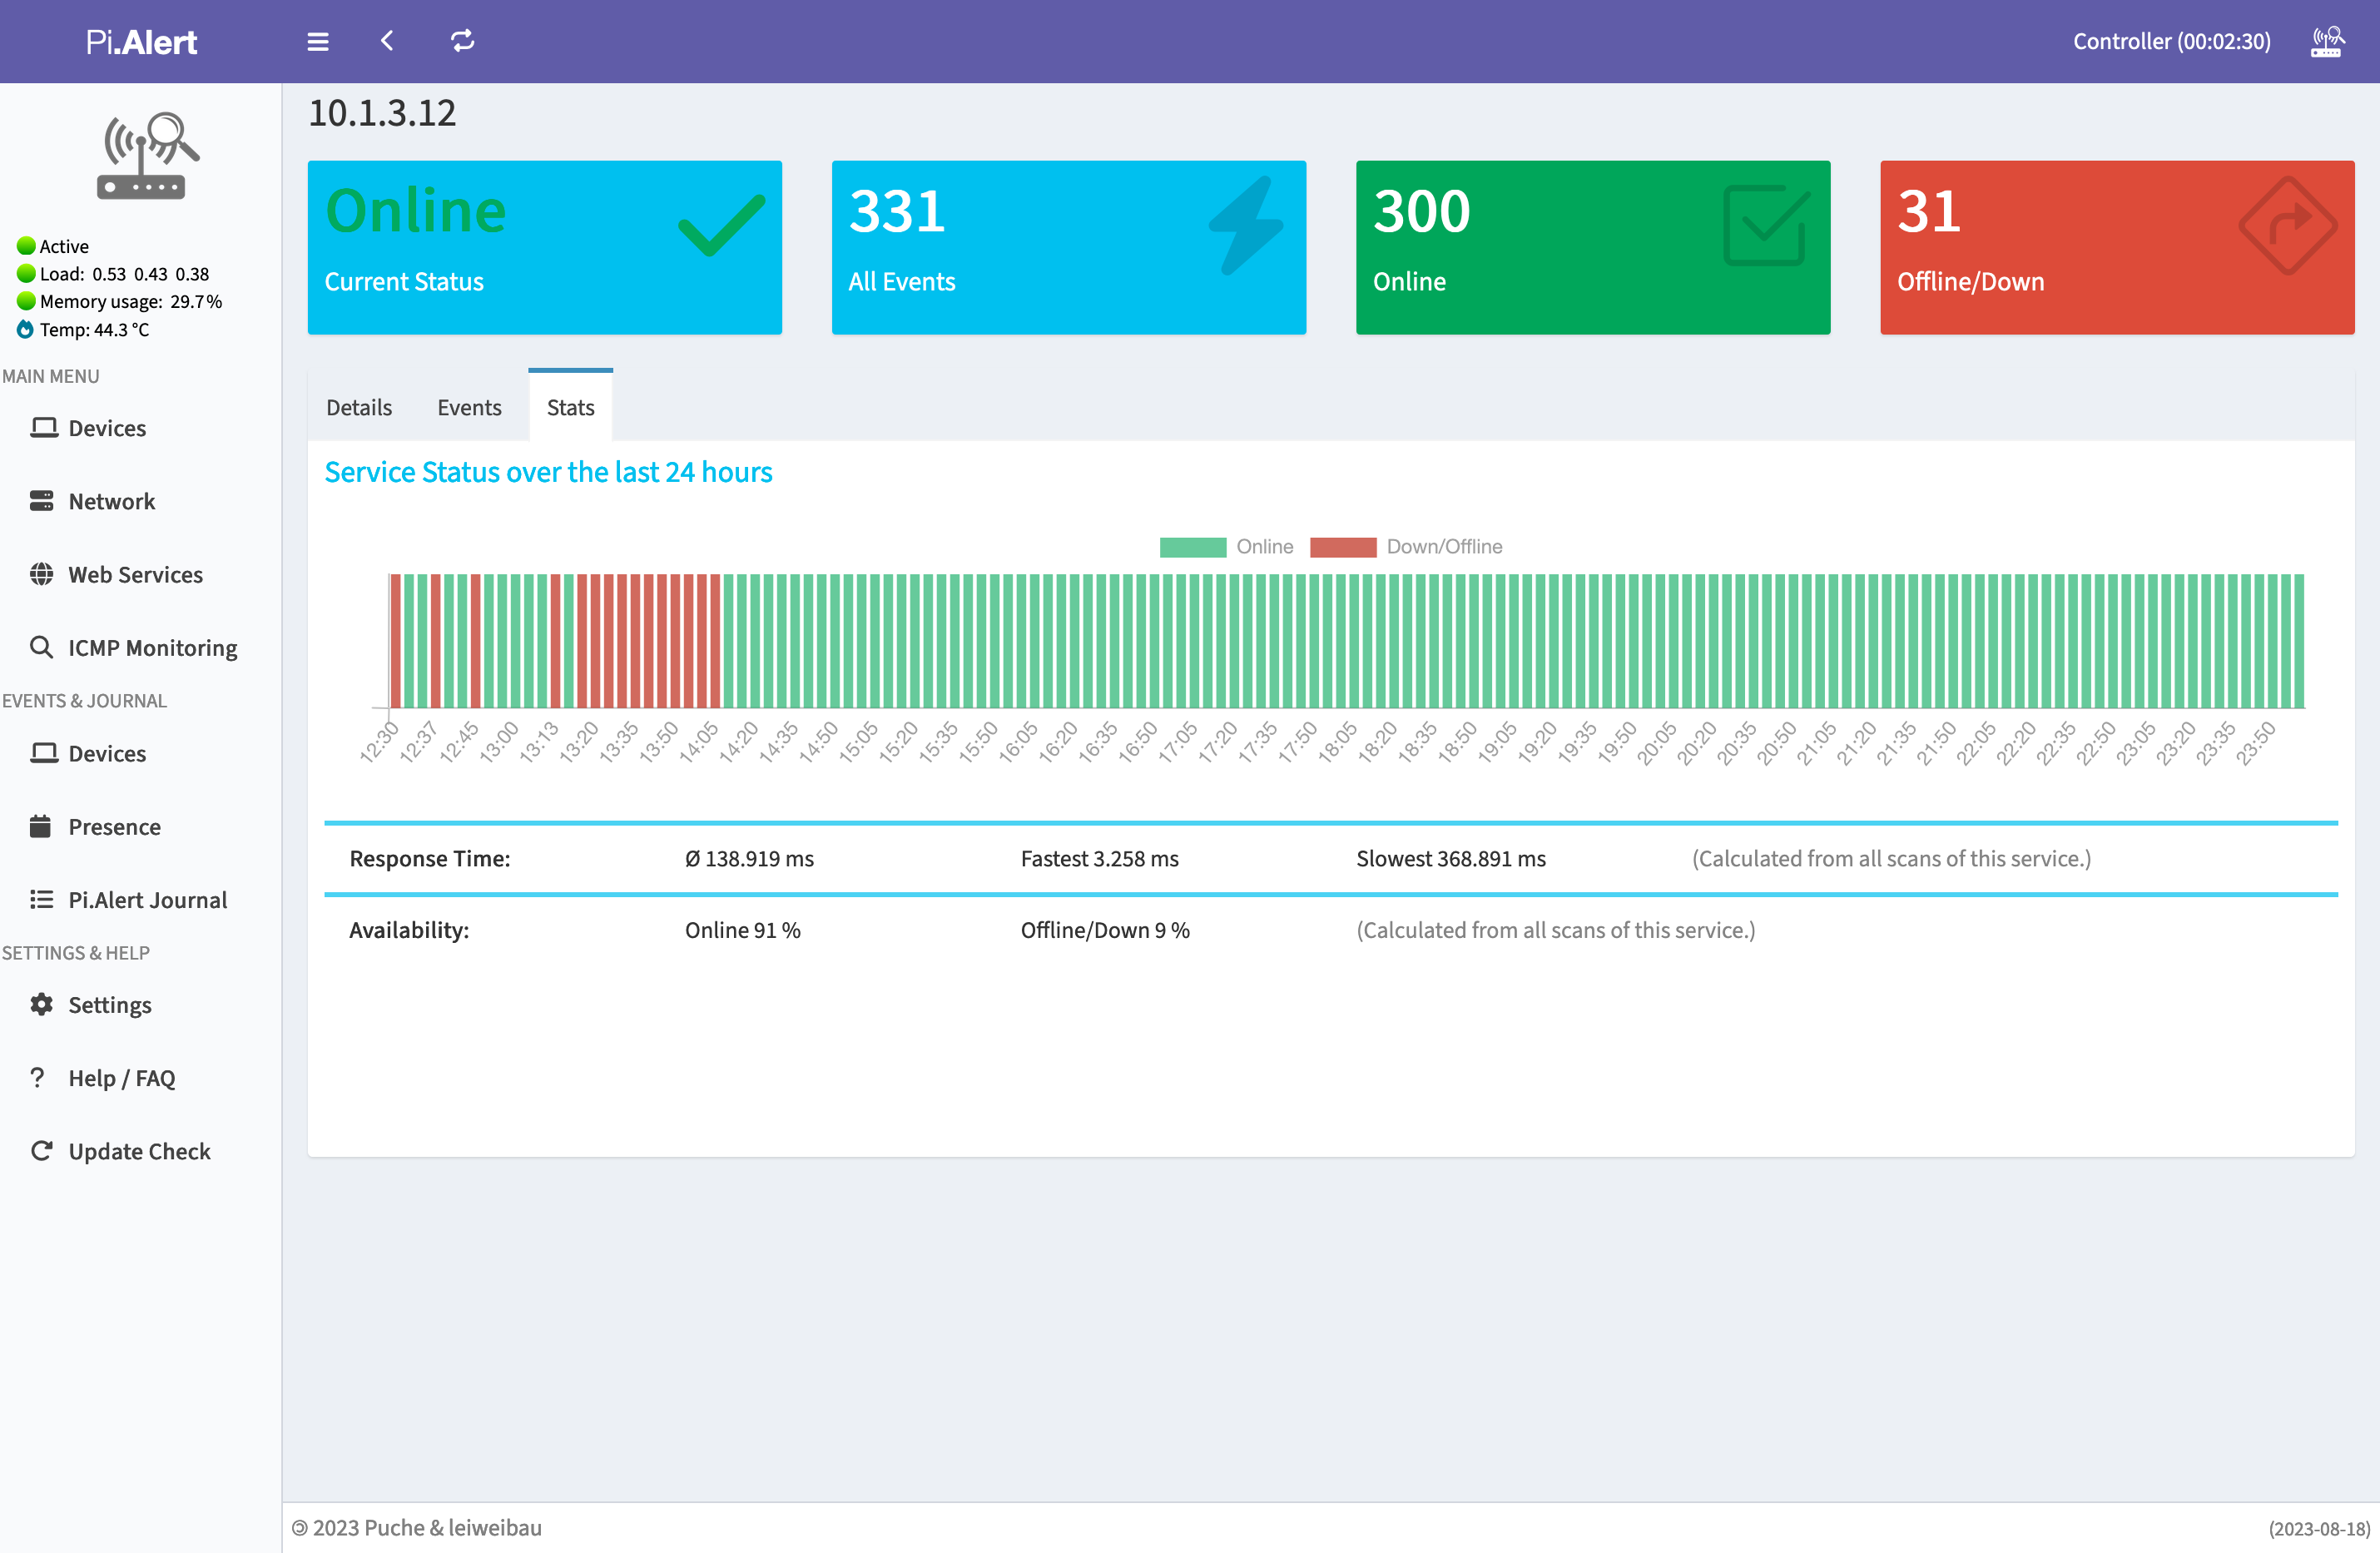 Pi.Alert
Controller (00:02:30)
Active
Load: 0.53 0.43 0.38
Memory usage: 29.7%
Temp: 44.3 °C
MAIN MENU
Devices
Network
Web Services
ICMP Monitoring
EVENTS & JOURNAL
Devices
Presence
Pi.Alert Journal
SETTINGS & HELP
Settings
Help / FAQ
Update Check
10.1.3.12
Online
Current Status
331
All Events
300
Online
31
Offline/Down
Details Events Stats
Service Status over the last 24 hours
Online Down/Offline
12:30 12:37 12:45 13:00 13:13 13:20 13:35 13:50 14:05 14:20 14:35 14:50 15:05 15:20 15:35 15:50 16:05 16:20 16:35 16:50 17:05 17:20 17:35 17:50 18:05 18:20 18:35 18:50 19:05 19:20 19:35 19:50 20:05 20:20 20:35 20:50 21:05 21:20 21:35 21:50 22:05 22:20 22:35 22:50 23:05 23:20 23:35 23:50
Response Time: Ø 138.919 ms Fastest 3.258 ms Slowest 368.891 ms (Calculated from all scans of this service.)
Availability: Online 91 % Offline/Down 9 % (Calculated from all scans of this service.)
🄯 2023 Puche & leiweibau
(2023-08-18)